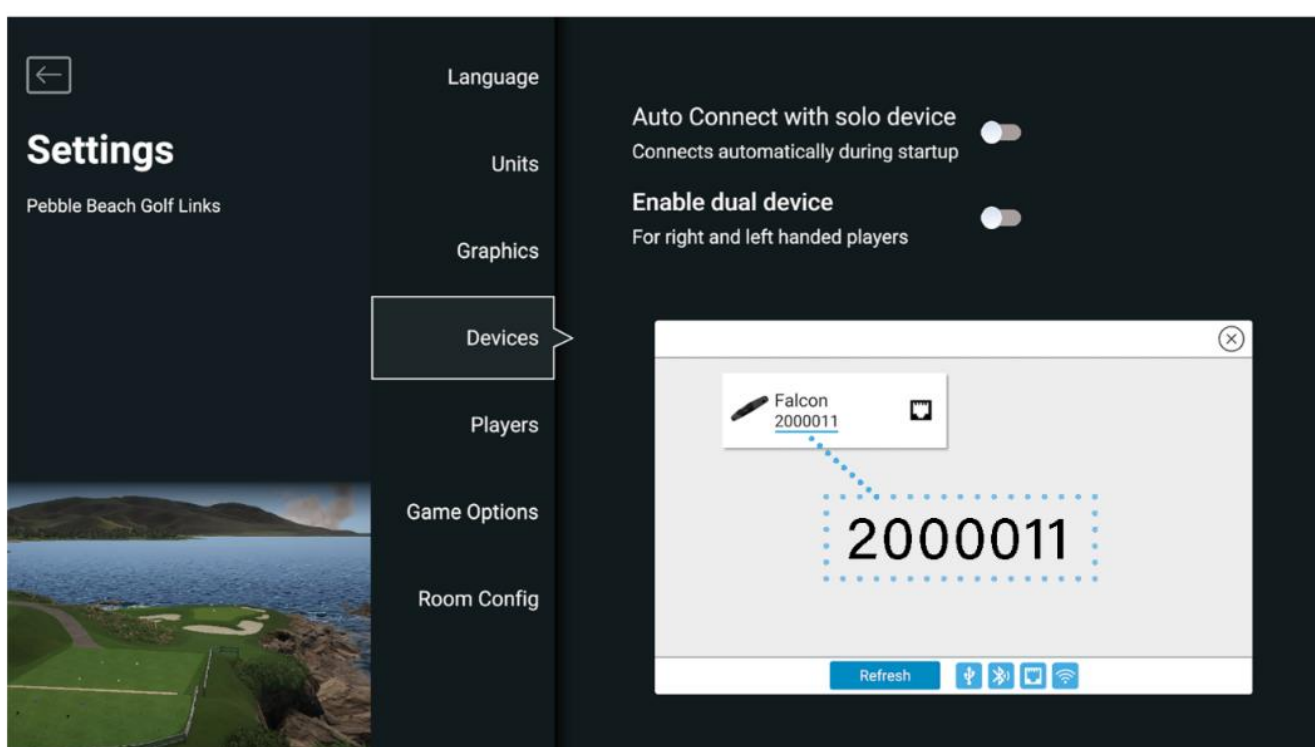 Settings
Pebble Beach Golf Links
Language
Units
Graphics
Devices
Players
Game Options
Room Config
Auto Connect with solo device
Connects automatically during startup
Enable dual device
For right and left handed players
Falcon
2000011
2000011
Refresh